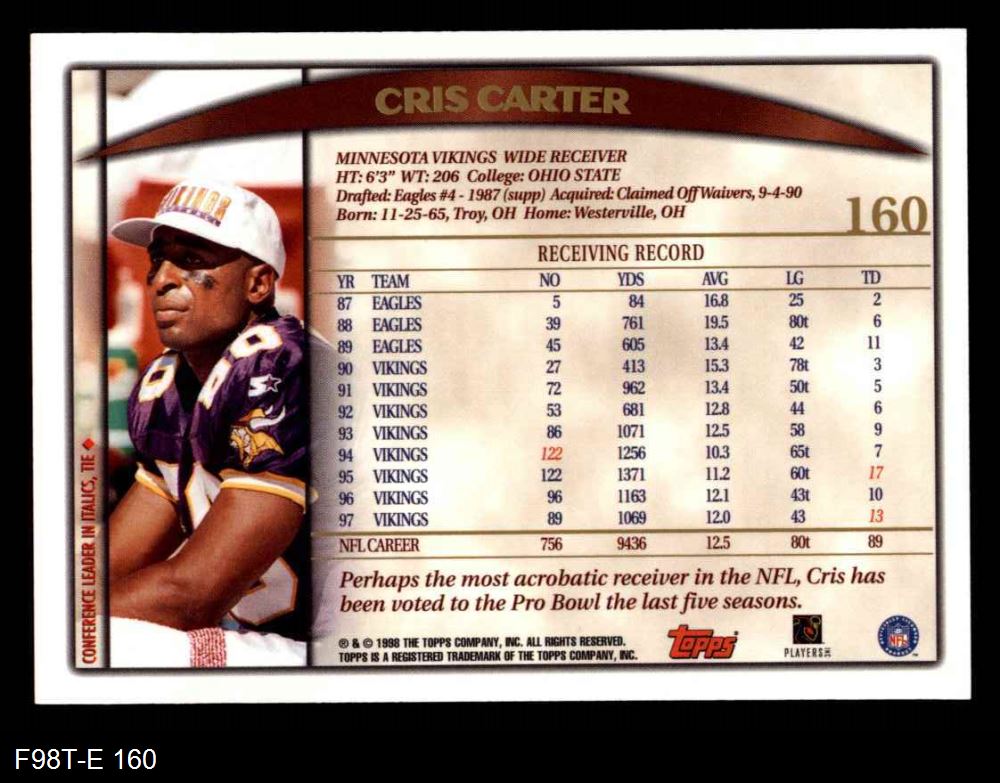 CRIS CARTER
MINNESOTA VIKINGS WIDE RECEIVER
HT: 6'3" WT: 206 College: OHIO STATE
Drafted: Eagles #4 - 1987 (supp) Acquired: Claimed Off Waivers, 9-4-90
Born: 11-25-65, Troy, OH Home: Westerville, OH
160
RECEIVING RECORD
YR TEAM NO YDS AVG LG TD
87 EAGLES 5 84 16.8 25 2
88 EAGLES 39 761 19.5 80t 6
89 EAGLES 45 605 13.4 42 11
90 VIKINGS 27 413 15.3 78t 3
91 VIKINGS 72 962 13.4 50t 5
92 VIKINGS 53 681 12.8 44 6
93 VIKINGS 86 1071 12.5 58 9
94 VIKINGS 122 1256 10.3 65t 7
95 VIKINGS 122 1371 11.2 60t 17
96 VIKINGS 96 1163 12.1 43t 10
97 VIKINGS 89 1069 12.0 43 13
NFL CAREER 756 9436 12.5 80t 89
Perhaps the most acrobatic receiver in the NFL, Cris has
been voted to the Pro Bowl the last five seasons.
® & © 1998 THE TOPPS COMPANY, INC. ALL RIGHTS RESERVED.
TOPPS IS A REGISTERED TRADEMARK OF THE TOPPS COMPANY, INC.
Topps
PLAYERS INC
NFL
CONFERENCE LEADER IN ITALICS, TIE ◆
VIKINGS
F98T-E 160